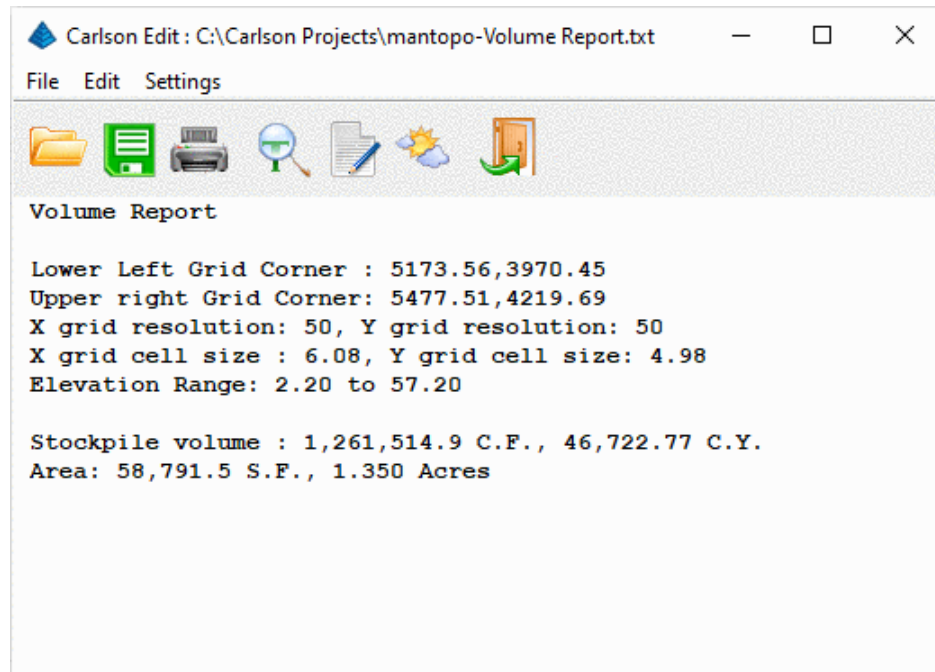 Carlson Edit : C:\Carlson Projects\mantopo-Volume Report.txt
File Edit Settings
Volume Report
Lower Left Grid Corner : 5173.56,3970.45
Upper right Grid Corner: 5477.51,4219.69
X grid resolution: 50, Y grid resolution: 50
X grid cell size : 6.08, Y grid cell size: 4.98
Elevation Range: 2.20 to 57.20
Stockpile volume : 1,261,514.9 C.F., 46,722.77 C.Y.
Area: 58,791.5 S.F., 1.350 Acres